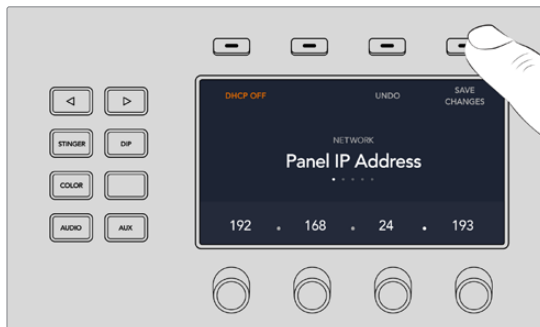 DHCP OFF UNDO SAVE
CHANGES
NETWORK
Panel IP Address
192 . 168 . 24 . 193
STINGER DIP
COLOR
AUDIO AUX